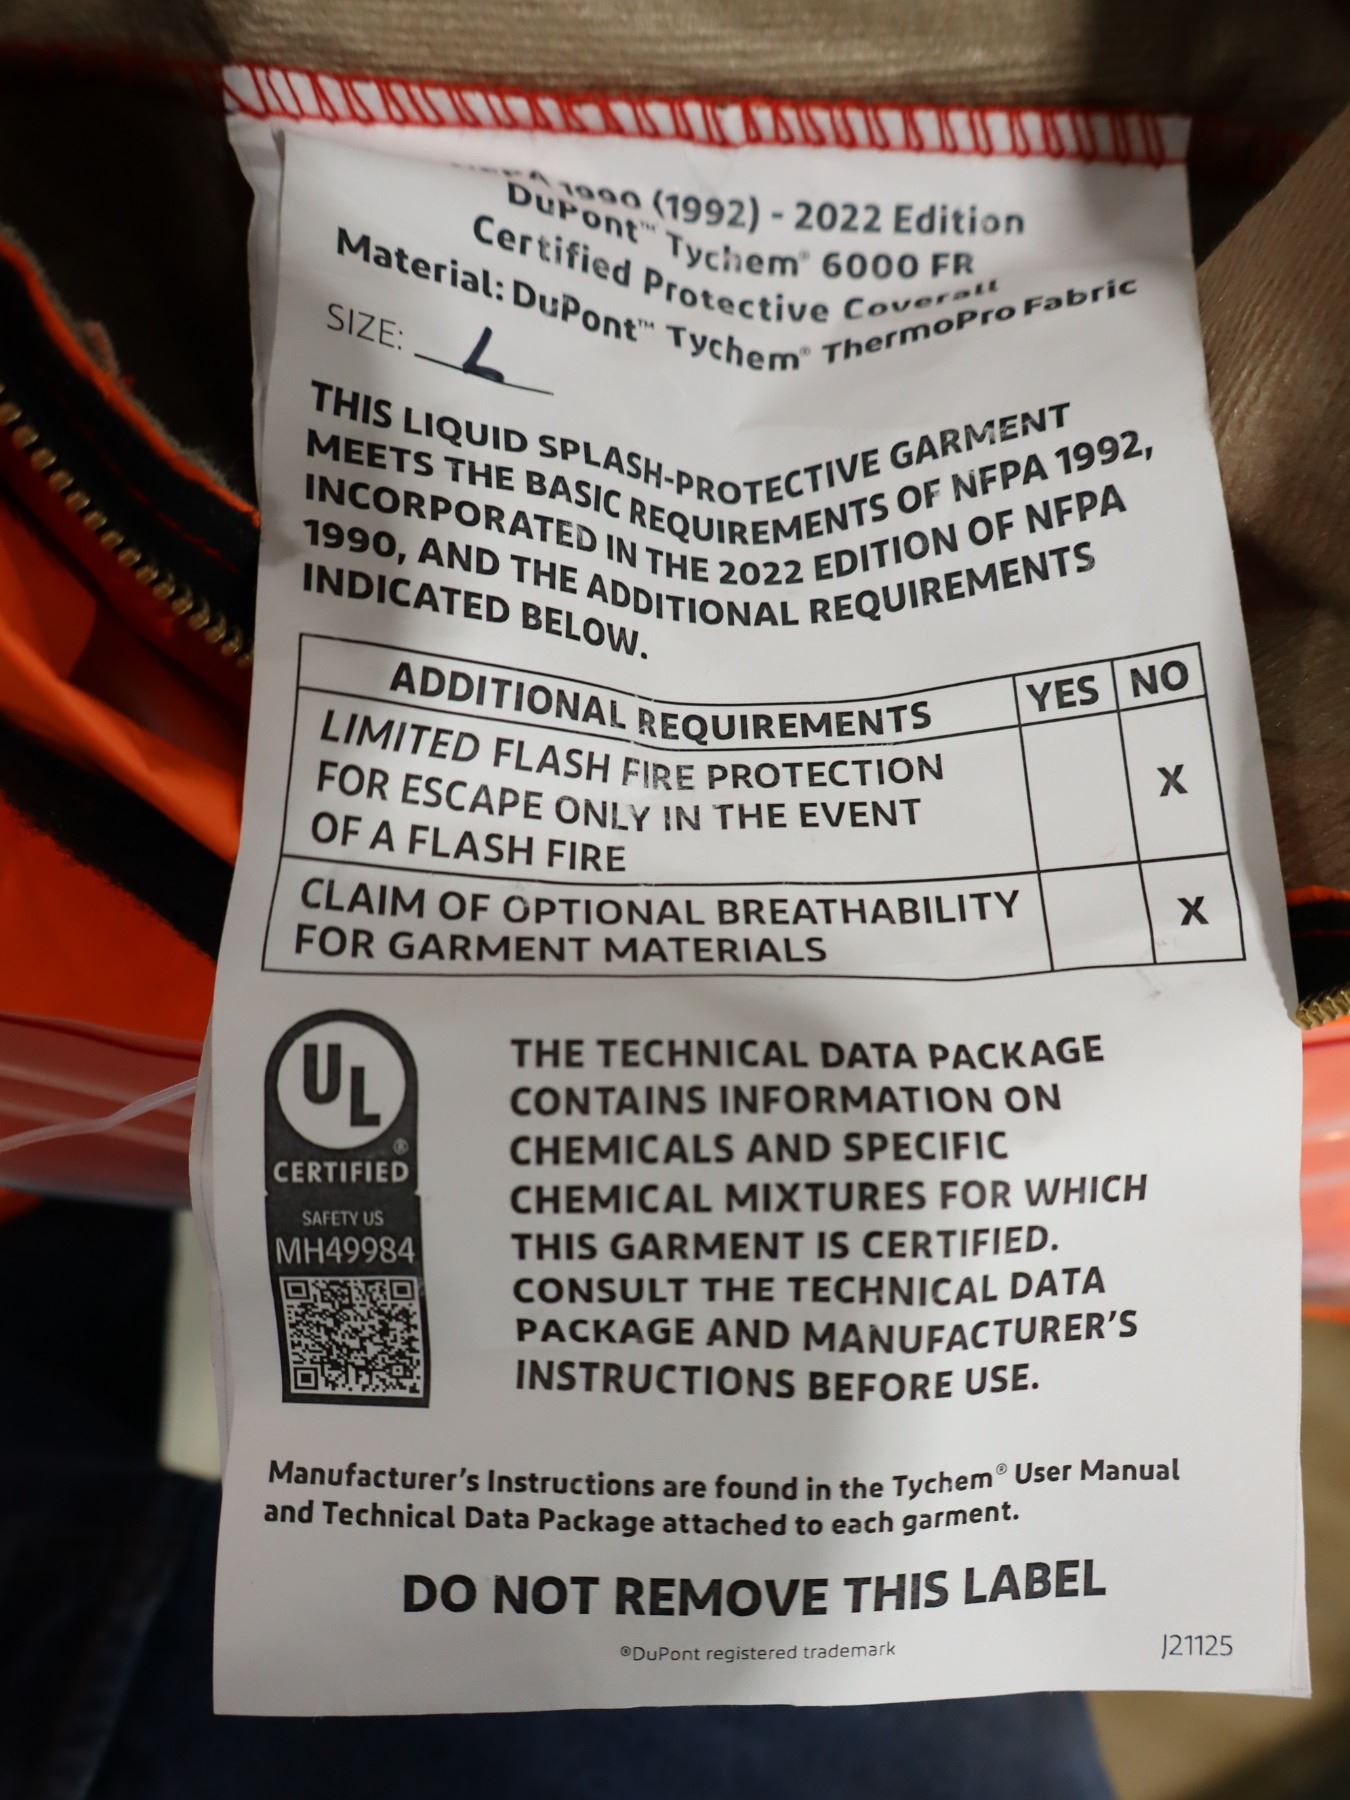 NFPA 1990 (1992) - 2022 Edition
DuPont™ Tychem® 6000 FR
Certified Protective Coverall
Material: DuPont™ Tychem® ThermoPro Fabric
SIZE: L
THIS LIQUID SPLASH-PROTECTIVE GARMENT
MEETS THE BASIC REQUIREMENTS OF NFPA 1992,
INCORPORATED IN THE 2022 EDITION OF NFPA
1990, AND THE ADDITIONAL REQUIREMENTS
INDICATED BELOW.
ADDITIONAL REQUIREMENTS YES NO
LIMITED FLASH FIRE PROTECTION
FOR ESCAPE ONLY IN THE EVENT X
OF A FLASH FIRE
CLAIM OF OPTIONAL BREATHABILITY X
FOR GARMENT MATERIALS
UL
®
CERTIFIED
SAFETY US
MH49984
THE TECHNICAL DATA PACKAGE
CONTAINS INFORMATION ON
CHEMICALS AND SPECIFIC
CHEMICAL MIXTURES FOR WHICH
THIS GARMENT IS CERTIFIED.
CONSULT THE TECHNICAL DATA
PACKAGE AND MANUFACTURER'S
INSTRUCTIONS BEFORE USE.
Manufacturer's Instructions are found in the Tychem® User Manual
and Technical Data Package attached to each garment.
DO NOT REMOVE THIS LABEL
®DuPont registered trademark
J21125